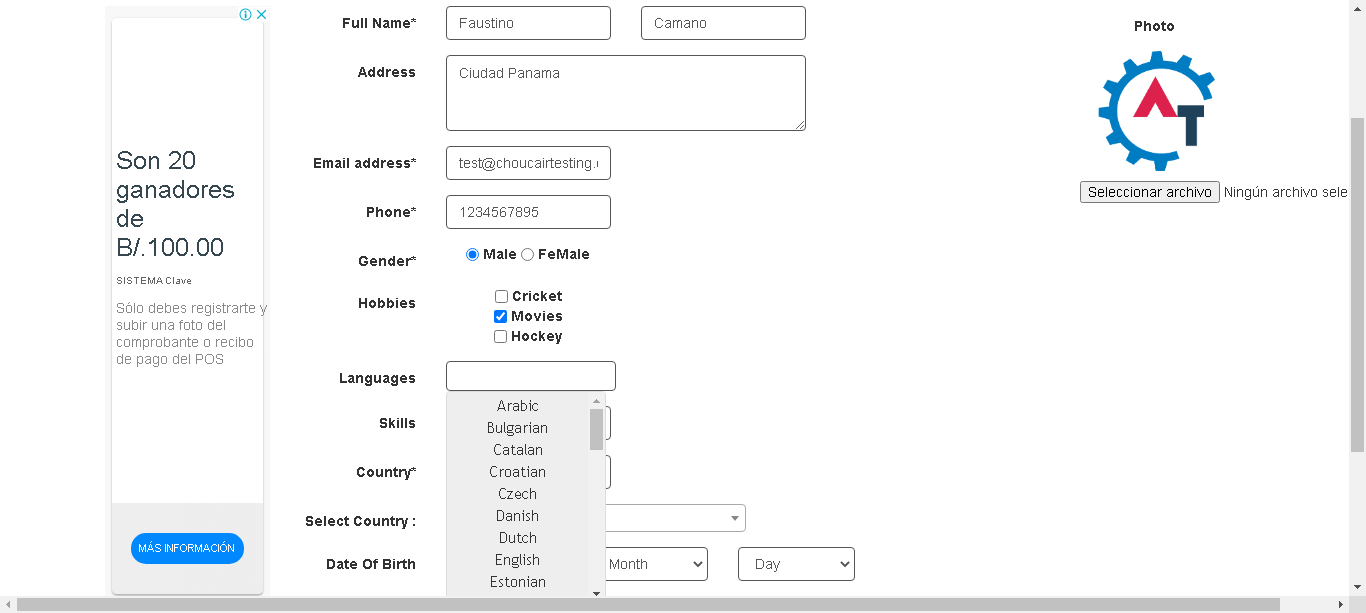 Son 20
ganadores
de
B/.100.00
SISTEMA Clave
Sólo debes registrarte y
subir una foto del
comprobante o recibo
de pago del POS
MÁS INFORMACIÓN
Full Name* Faustino Camano
Address Ciudad Panama
Email address* test@choucairtesting.
Phone* 1234567895
Gender* Male FeMale
Hobbies Cricket
Movies
Hockey
Languages
Arabic
Bulgarian
Catalan
Croatian
Czech
Danish
Dutch
English
Estonian
Skills
Country*
Select Country :
Date Of Birth Month Day
Photo
AT
Seleccionar archivo Ningún archivo sele